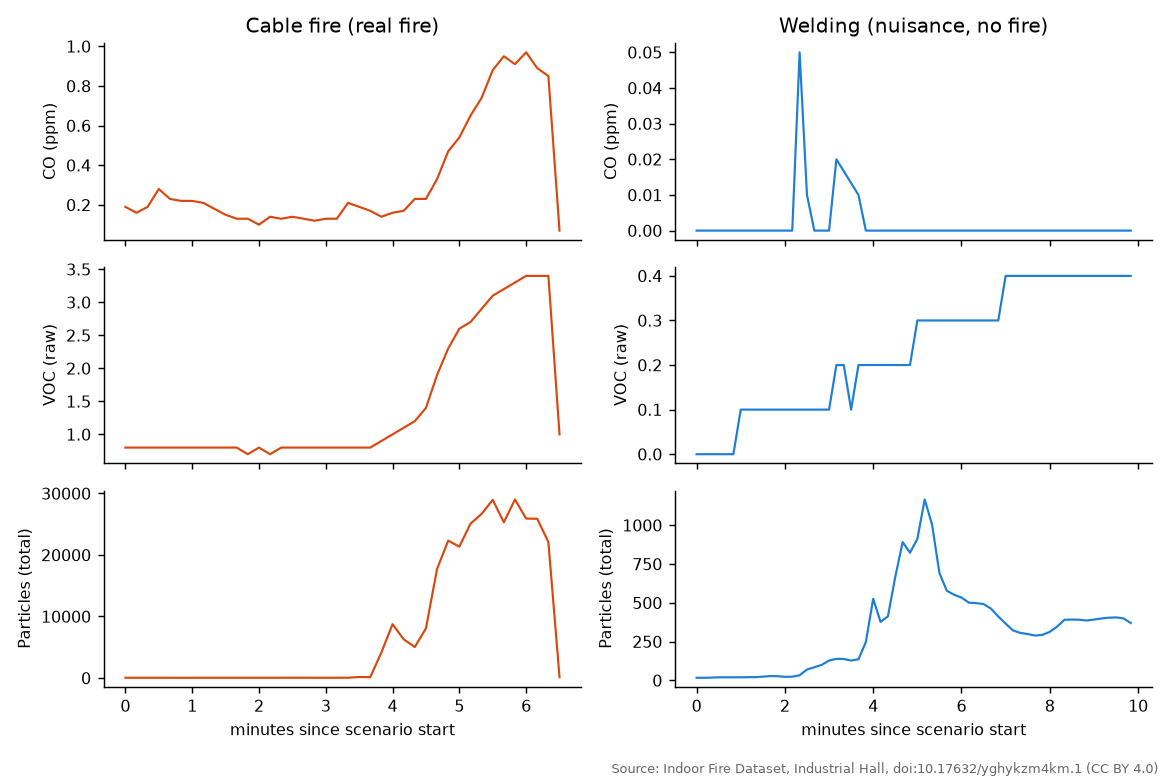 Cable fire (real fire)
Welding (nuisance, no fire)
CO (ppm)
1.0
0.8
0.6
0.4
0.2
CO (ppm)
0.05
0.04
0.03
0.02
0.01
0.00
VOC (raw)
3.5
3.0
2.5
2.0
1.5
1.0
VOC (raw)
0.4
0.3
0.2
0.1
0.0
Particles (total)
30000
20000
10000
0
Particles (total)
1000
750
500
250
0
0 1 2 3 4 5 6
minutes since scenario start
0 2 4 6 8 10
minutes since scenario start
Source: Indoor Fire Dataset, Industrial Hall, doi:10.17632/yghykzm4km.1 (CC BY 4.0)